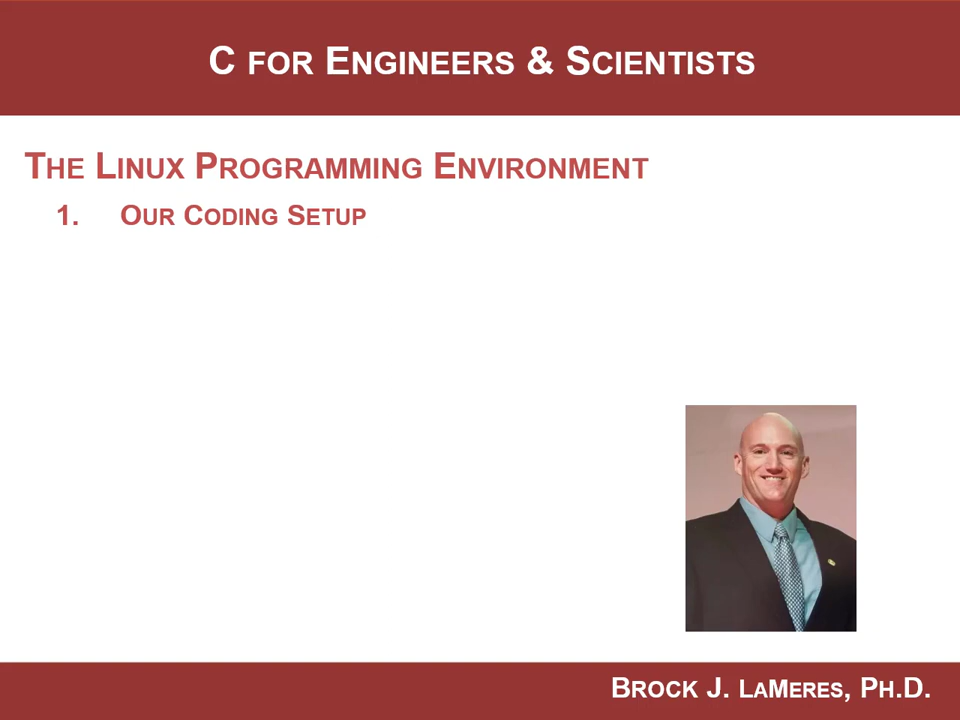 C for Engineers & Scientists
The Linux Programming Environment
1. Our Coding Setup
Brock J. LaMeres, Ph.D.